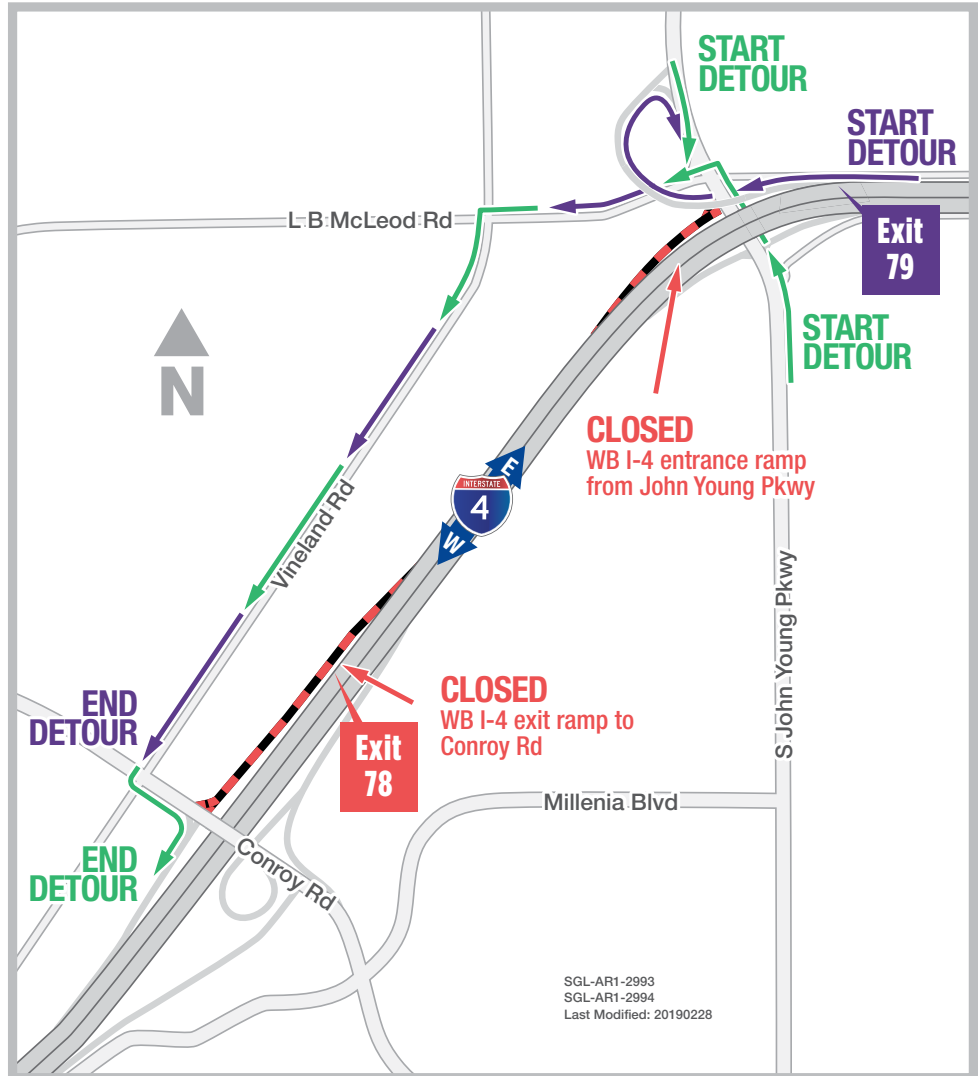 START
DETOUR
START
DETOUR
L B McLeod Rd
Exit
79
START
DETOUR
N
CLOSED
WB I-4 entrance ramp
from John Young Pkwy
E
INTERSTATE
4
W
Vineland Rd
S John Young Pkwy
END
DETOUR
CLOSED
WB I-4 exit ramp to
Conroy Rd
Exit
78
Millenia Blvd
END
DETOUR
Conroy Rd
SGL-AR1-2993
SGL-AR1-2994
Last Modified: 20190228